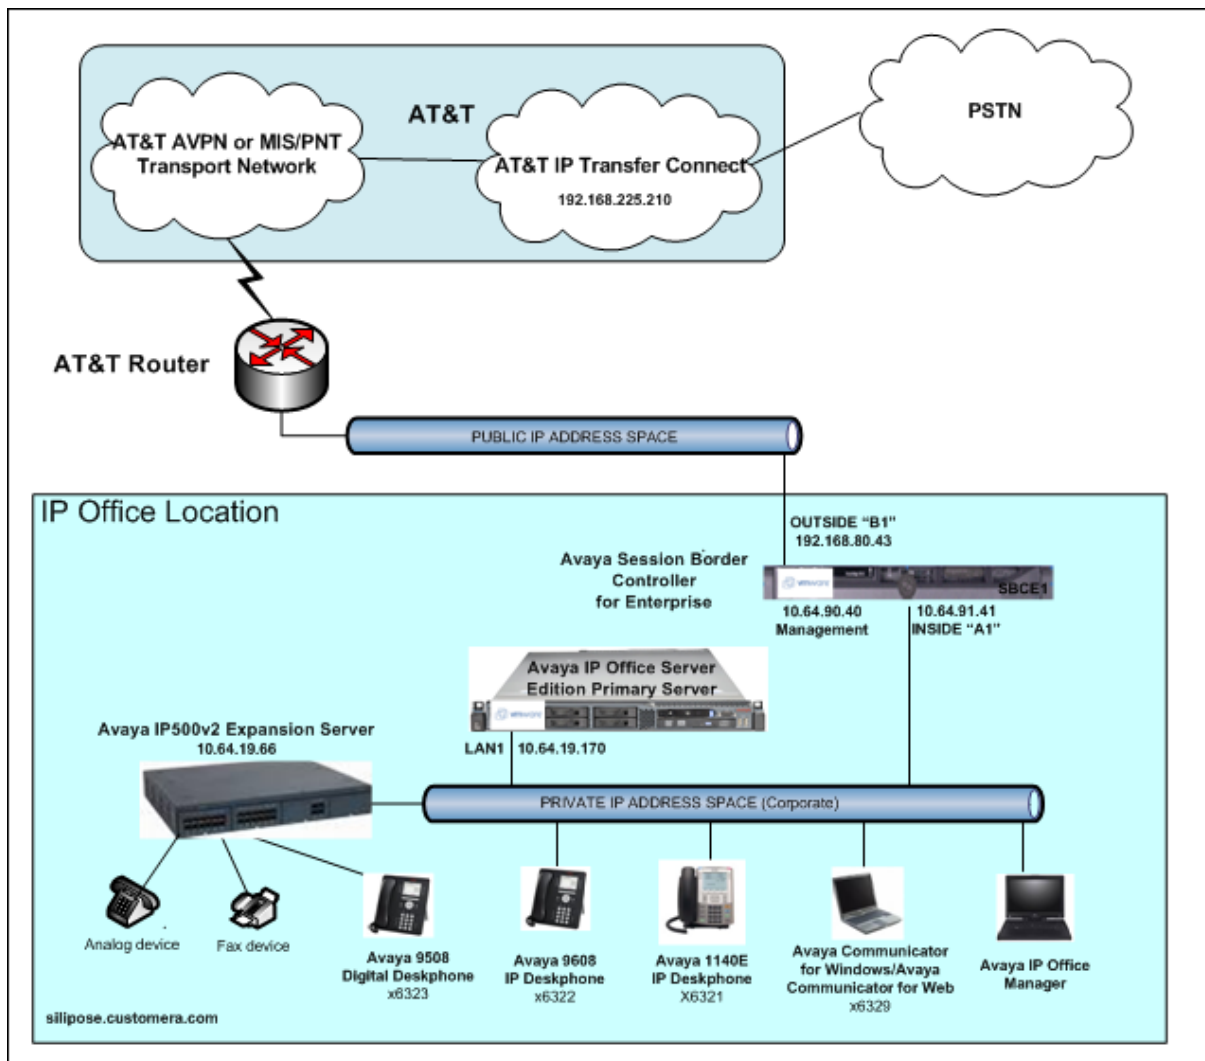 AT&T
AT&T AVPN or MIS/PNT
Transport Network
AT&T IP Transfer Connect
192.168.225.210
PSTN
AT&T Router
PUBLIC IP ADDRESS SPACE
IP Office Location
OUTSIDE “B1”
192.168.80.43
Avaya Session Border
Controller
for Enterprise
vmware
SBCE1
10.64.90.40
Management
10.64.91.41
INSIDE “A1”
Avaya IP Office Server
Edition Primary Server
vmware
LAN1
10.64.19.170
Avaya IP500v2 Expansion Server
10.64.19.66
PRIVATE IP ADDRESS SPACE (Corporate)
Analog device
Fax device
Avaya 9508
Digital Deskphone
x6323
Avaya 9608
IP Deskphone
x6322
Avaya 1140E
IP Deskphone
X6321
Avaya Communicator
for Windows/Avaya
Communicator for Web
x6329
Avaya IP Office
Manager
silipose.customera.com